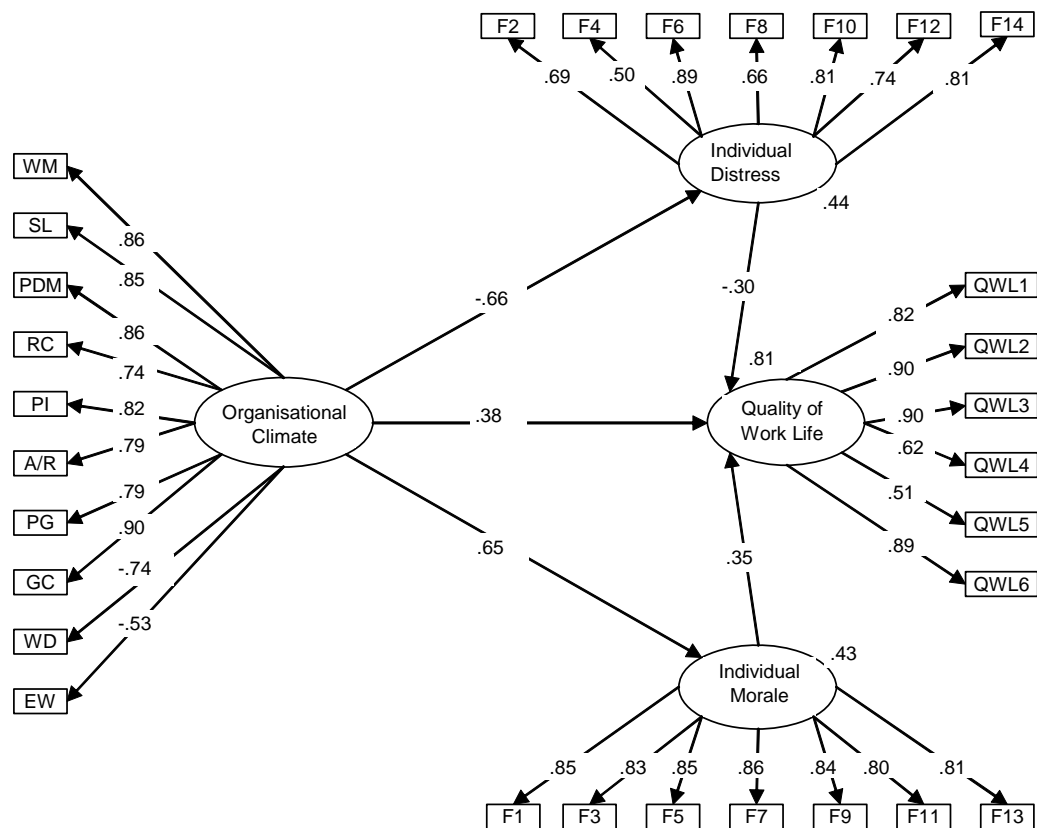 F2 F4 F6 F8 F10 F12 F14
.69 .50 .89 .66 .81 .74 .81
Individual
Distress
.44
WM
SL
PDM
RC
PI
A/R
PG
GC
WD
EW
.86
.85
.86
.74
.82
.79
.79
.90
-.74
-.53
Organisational
Climate
-.66
.38
.65
-.30
.35
.81
Quality of
Work Life
.82
.90
.90
.62
.51
.89
QWL1
QWL2
QWL3
QWL4
QWL5
QWL6
Individual
Morale
.43
.85 .83 .85 .86 .84 .80 .81
F1 F3 F5 F7 F9 F11 F13